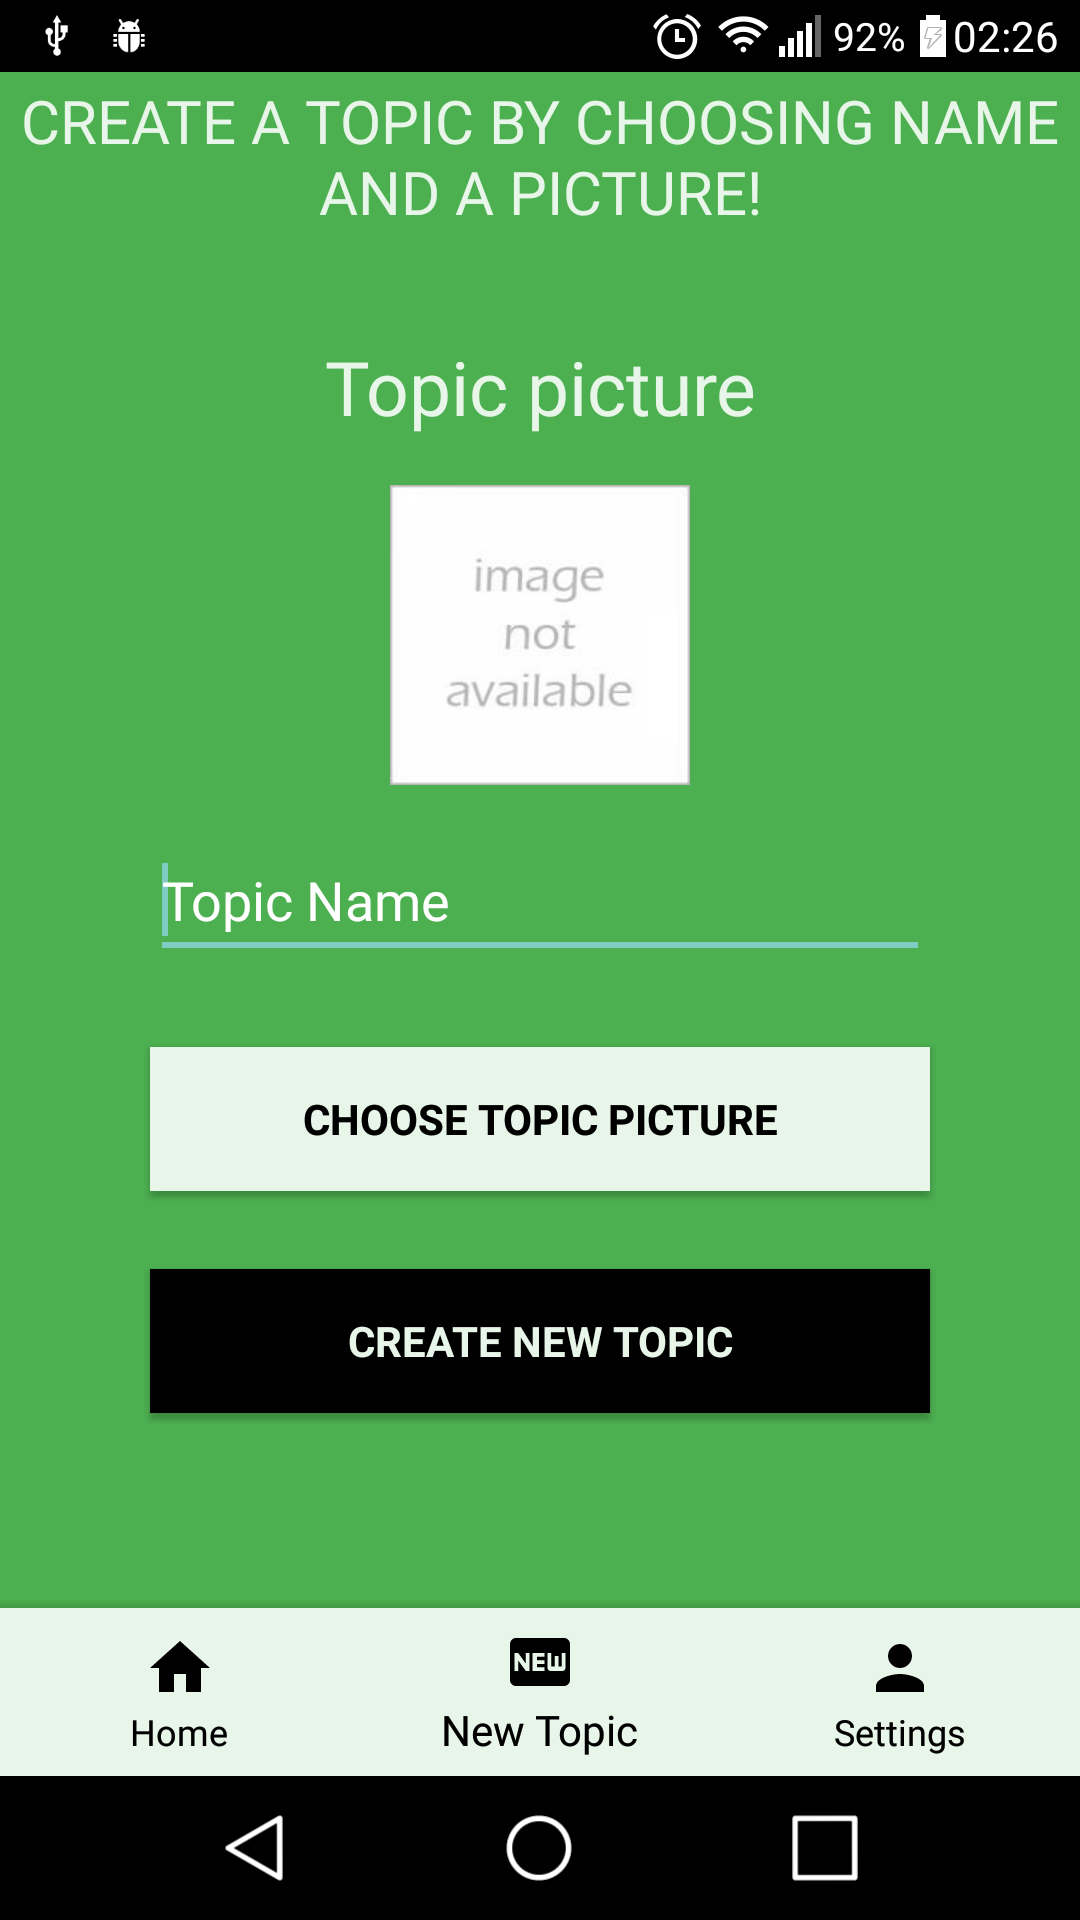 92% 02:26
CREATE A TOPIC BY CHOOSING NAME
AND A PICTURE!
Topic picture
image
not
available
Topic Name
CHOOSE TOPIC PICTURE
CREATE NEW TOPIC
NEW
Home New Topic Settings